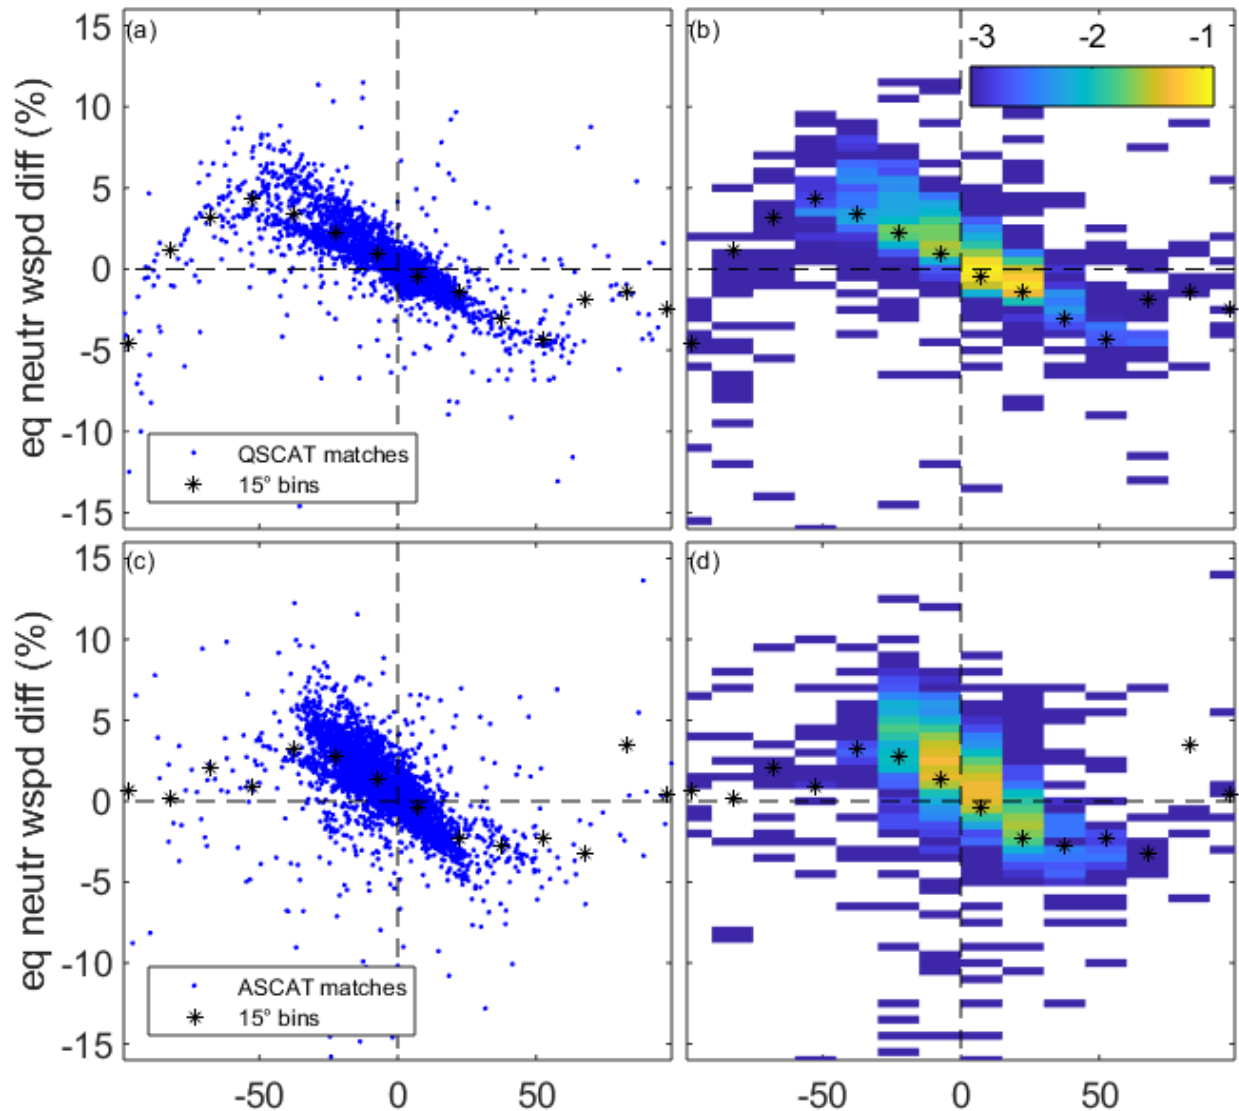 (a)
15
10
5
0
-5
-10
-15
eq neutr wspd diff (%)
QSCAT matches
15° bins
(b)
-3 -2 -1
(c)
15
10
5
0
-5
-10
-15
eq neutr wspd diff (%)
ASCAT matches
15° bins
-50 0 50
(d)
-50 0 50